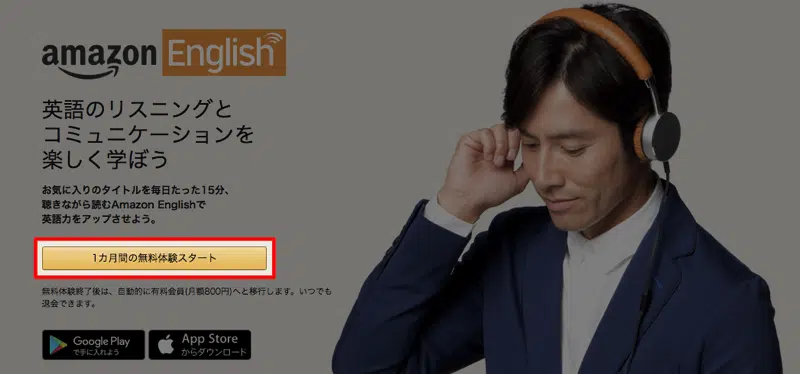 amazon English
英語のリスニングと
コミュニケーションを
楽しく学ぼう
お気に入りのタイトルを毎日たった15分、
聴きながら読むAmazon Englishで
英語力をアップさせよう。
1カ月間の無料体験スタート
無料体験終了後は、自動的に有料会員(月額800円)へと移行します。いつでも
退会できます。
Google Play
で手に入れよう
App Store
からダウンロード